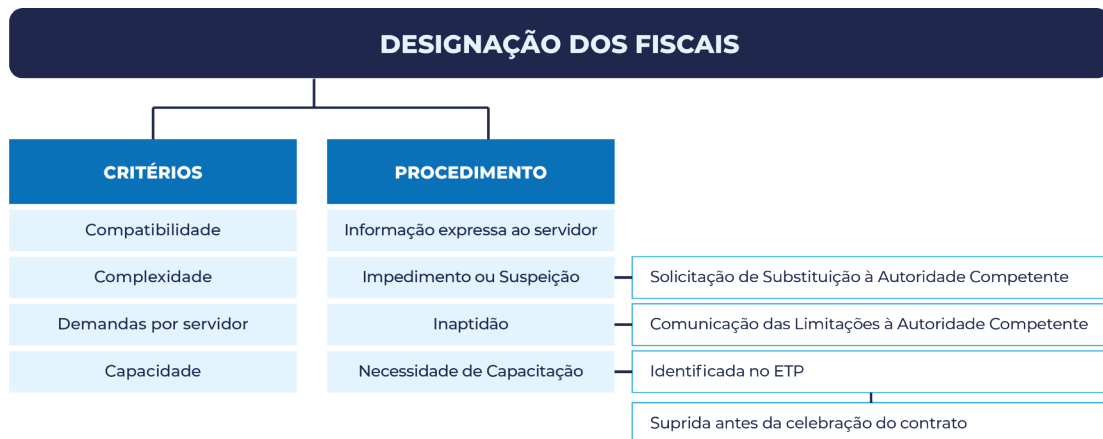 DESIGNAÇÃO DOS FISCAIS
CRITÉRIOS
Compatibilidade
Complexidade
Demandas por servidor
Capacidade
PROCEDIMENTO
Informação expressa ao servidor
Impedimento ou Suspeição
Solicitação de Substituição à Autoridade Competente
Inaptidão
Comunicação das Limitações à Autoridade Competente
Necessidade de Capacitação
Identificada no ETP
Suprida antes da celebração do contrato